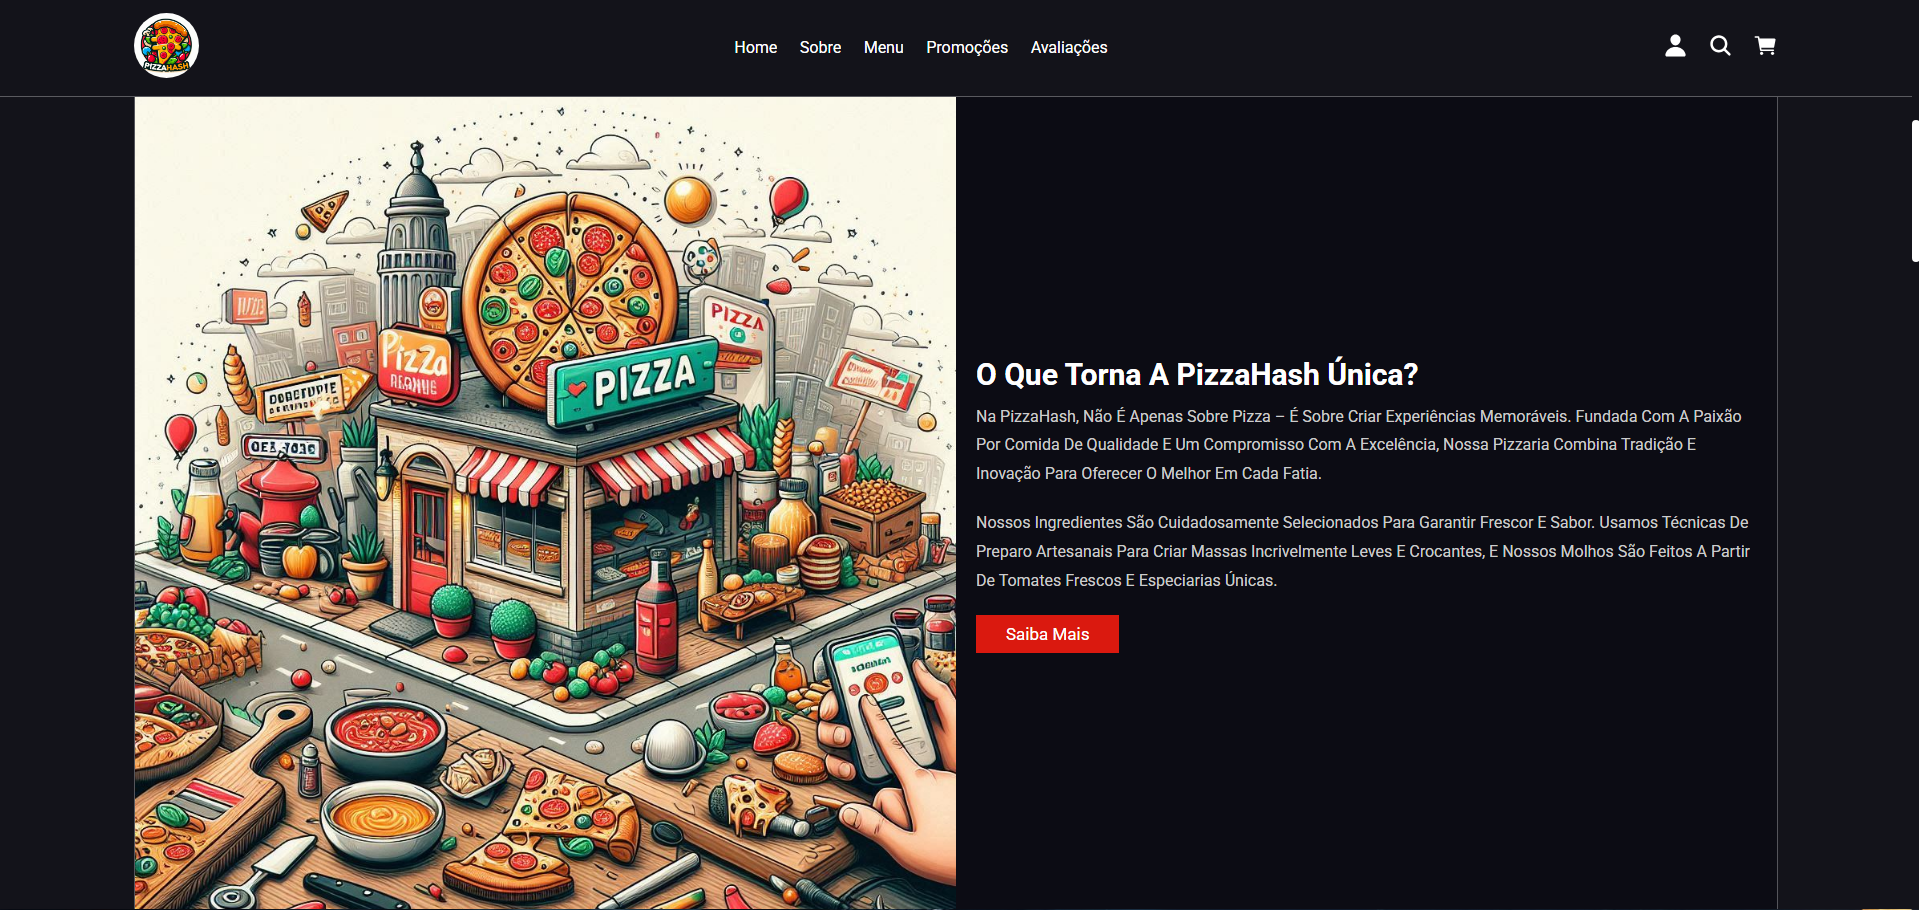 PIZZAHASH
Home Sobre Menu Promoções Avaliações
PIZZA
Pizza
PIZZA
O Que Torna A PizzaHash Única?
Na PizzaHash, Não É Apenas Sobre Pizza – É Sobre Criar Experiências Memoráveis. Fundada Com A Paixão
Por Comida De Qualidade E Um Compromisso Com A Excelência, Nossa Pizzaria Combina Tradição E
Inovação Para Oferecer O Melhor Em Cada Fatia.
Nossos Ingredientes São Cuidadosamente Selecionados Para Garantir Frescor E Sabor. Usamos Técnicas De
Preparo Artesanais Para Criar Massas Incrivelmente Leves E Crocantes, E Nossos Molhos São Feitos A Partir
De Tomates Frescos E Especiarias Únicas.
Saiba Mais